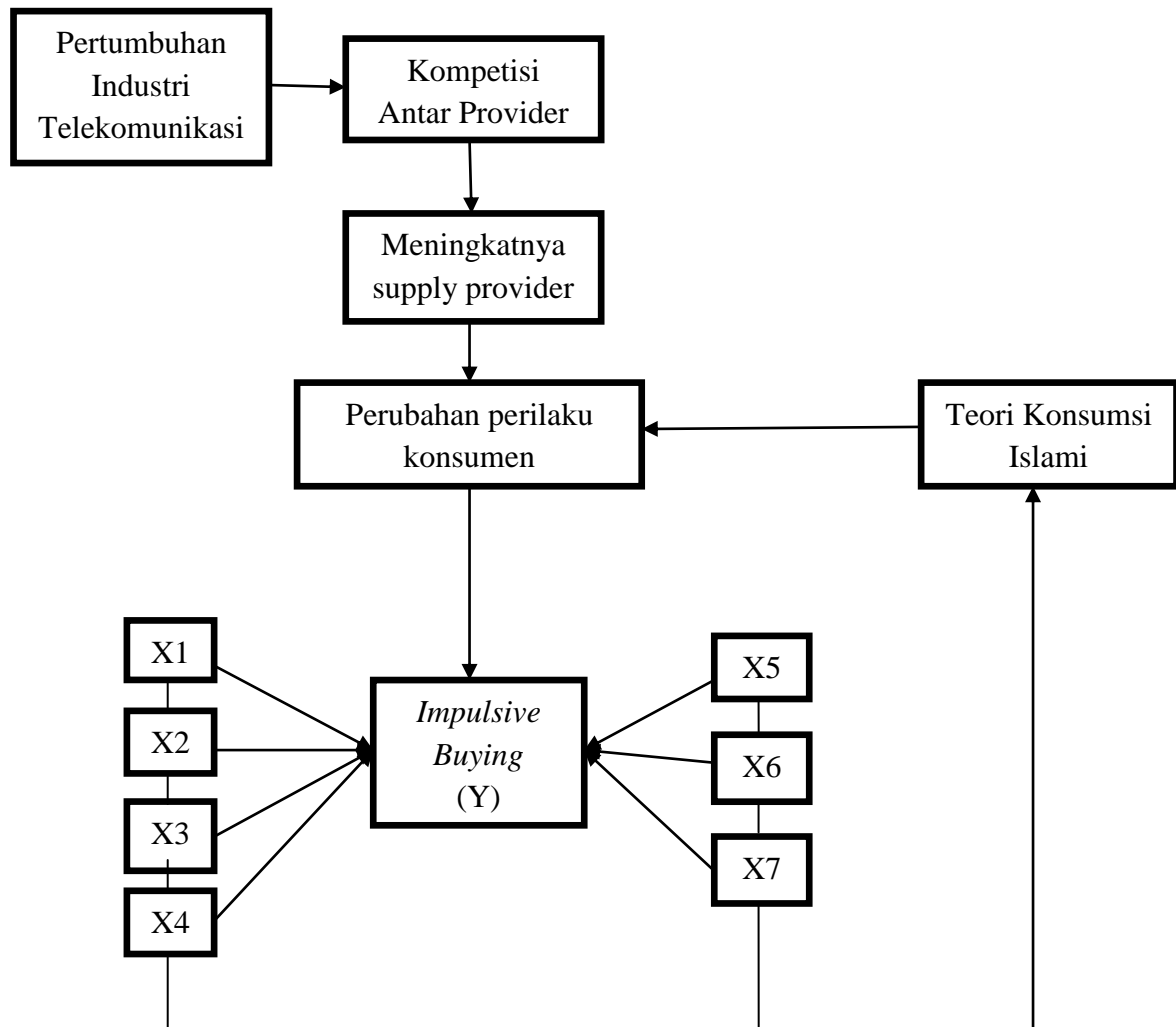 Pertumbuhan
Industri
Telekomunikasi
Kompetisi
Antar Provider
Meningkatnya
supply provider
Perubahan perilaku
konsumen
Teori Konsumsi
Islami
X1
X2
X3
X4
Impulsive
Buying
(Y)
X5
X6
X7